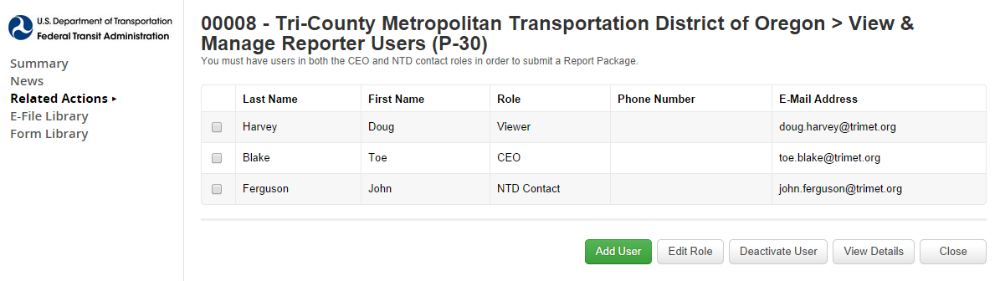 U.S. Department of Transportation
Federal Transit Administration
Summary
News
Related Actions
E-File Library
Form Library
00008 - Tri-County Metropolitan Transportation District of Oregon > View &
Manage Reporter Users (P-30)
You must have users in both the CEO and NTD contact roles in order to submit a Report Package.
Last Name First Name Role Phone Number E-Mail Address
Harvey Doug Viewer doug.harvey@trimet.org
Blake Toe CEO toe.blake@trimet.org
Ferguson John NTD Contact john.ferguson@trimet.org
Add User Edit Role Deactivate User View Details Close